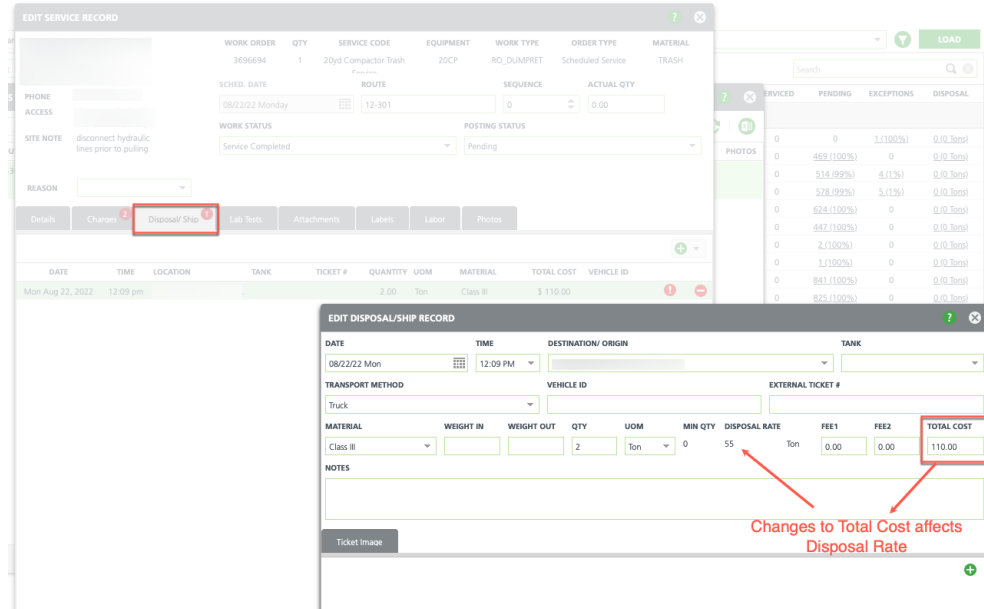 EDIT SERVICE RECORD
?
LOAD
WORK ORDER QTY SERVICE CODE EQUIPMENT WORK TYPE ORDER TYPE MATERIAL
3696694 1 20yd Compactor Trash Service 20CP RO_DUMPRET Scheduled Service TRASH
Search
SCHED. DATE ROUTE SEQUENCE ACTUAL QTY
08/22/22 Monday 12-301 0 0.00
PHONE
ACCESS
WORK STATUS POSTING STATUS
SITE NOTE disconnect hydraulic
lines prior to pulling
Service Completed Pending
REASON
?
PHOTOS
PENDING EXCEPTIONS DISPOSAL
0 0 1 (100%) 0 (0 Tons)
0 469 (100%) 0 0 (0 Tons)
0 514 (99%) 4 (1%) 0 (0 Tons)
0 578 (99%) 5 (1%) 0 (0 Tons)
0 624 (100%) 0 0 (0 Tons)
0 447 (100%) 0 0 (0 Tons)
0 2 (100%) 0 0 (0 Tons)
0 1 (100%) 0 0 (0 Tons)
0 841 (100%) 0 0 (0 Tons)
0 825 (100%) 0 0 (0 Tons)
Details Charges 2 Disposal/ Ship 1 Lab Tests Attachments Labels Labor Photos
DATE TIME LOCATION TANK TICKET # QUANTITY UOM MATERIAL TOTAL COST VEHICLE ID
Mon Aug 22, 2022 12:09 pm 2.00 Ton Class III $ 110.00
EDIT DISPOSAL/SHIP RECORD
?
DATE TIME DESTINATION/ ORIGIN TANK
08/22/22 Mon 12:09 PM
TRANSPORT METHOD VEHICLE ID EXTERNAL TICKET #
Truck
MATERIAL WEIGHT IN WEIGHT OUT QTY UOM MIN QTY DISPOSAL RATE FEE1 FEE2 TOTAL COST
Class III 2 Ton 0 55 Ton 0.00 0.00 110.00
NOTES
Changes to Total Cost affects
Disposal Rate
Ticket Image